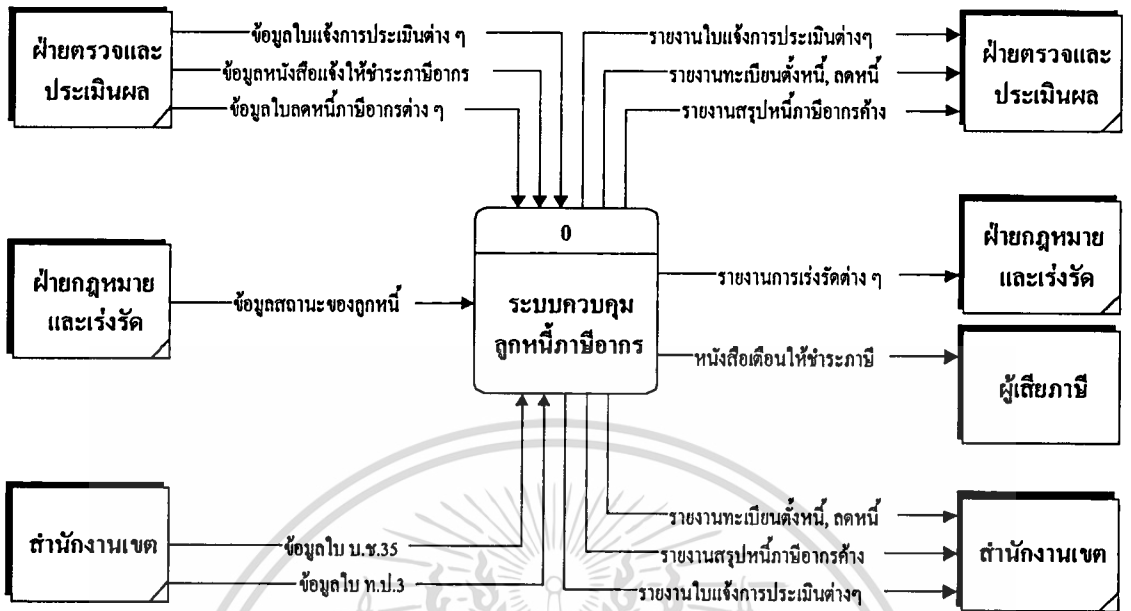 ฝ่ายตรวจและ
ประเมินผล
ข้อมูลใบแจ้งการประเมินต่าง ๆ
ข้อมูลหนังสือแจ้งให้ชำระภาษีอากร
ข้อมูลใบลดหนี้ภาษีอากรต่าง ๆ
รายงานใบแจ้งการประเมินต่างๆ
รายงานทะเบียนตั้งหนี้, ลดหนี้
รายงานสรุปหนี้ภาษีอากรค้าง
ฝ่ายตรวจและ
ประเมินผล
ฝ่ายกฎหมาย
และเร่งรัด
ข้อมูลสถานะของลูกหนี้
0
ระบบควบคุม
ลูกหนี้ภาษีอากร
รายงานการเร่งรัดต่าง ๆ
ฝ่ายกฎหมาย
และเร่งรัด
หนังสือเตือนให้ชำระภาษี
ผู้เสียภาษี
สำนักงานเขต
ข้อมูลใบ บ.ช.35
ข้อมูลใบ ท.ป.3
รายงานทะเบียนตั้งหนี้, ลดหนี้
รายงานสรุปหนี้ภาษีอากรค้าง
รายงานใบแจ้งการประเมินต่างๆ
สำนักงานเขต